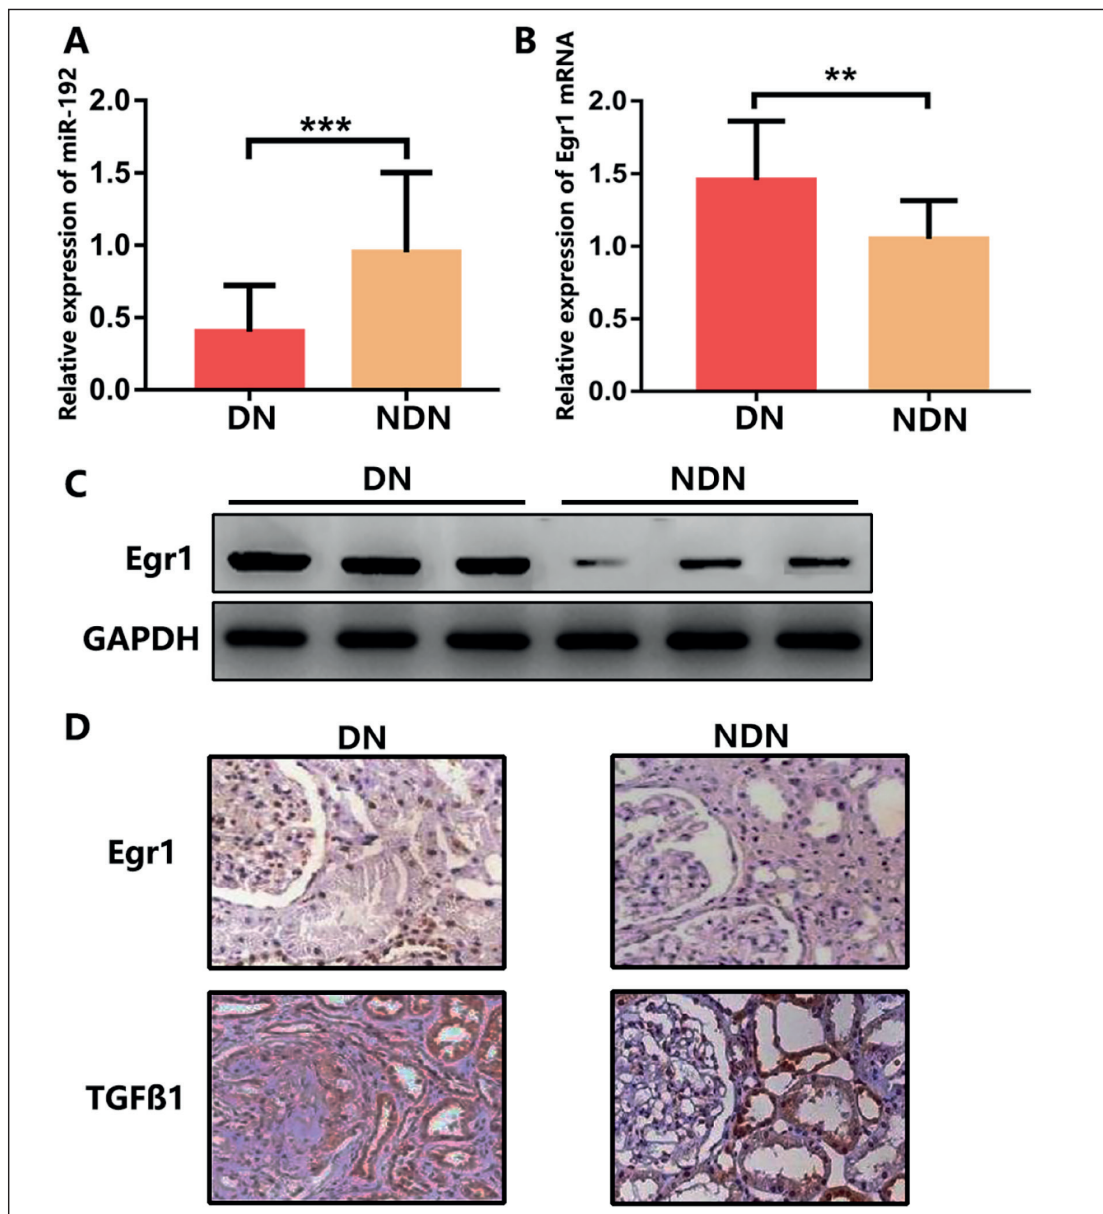 A
Relative expression of miR-192
2.0
1.5
1.0
0.5
0.0
***
DN
NDN
B
Relative expression of Egr1 mRNA
2.0
1.5
1.0
0.5
0.0
**
DN
NDN
C
DN
NDN
Egr1
GAPDH
D
DN
NDN
Egr1
TGFß1